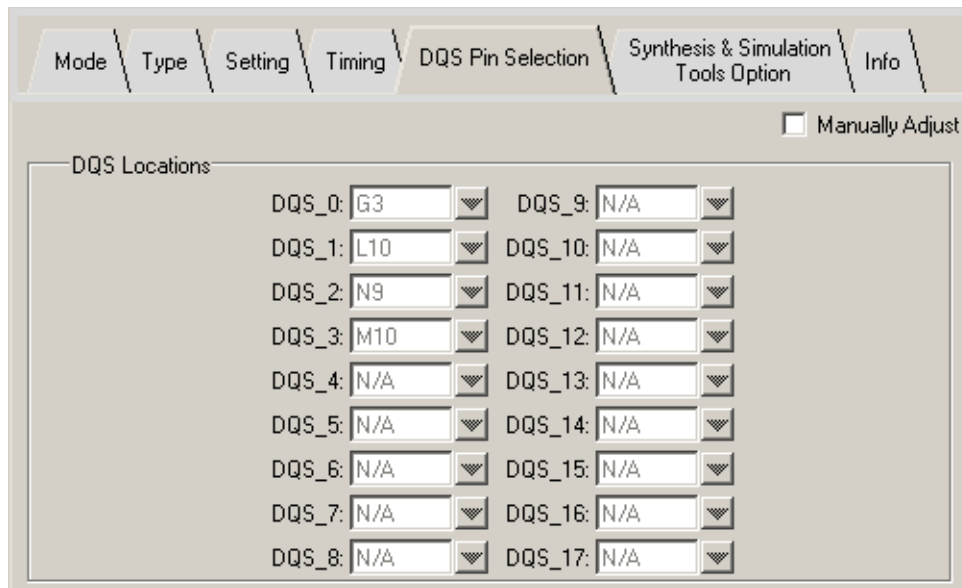 Mode Type Setting Timing DQS Pin Selection Synthesis & Simulation Tools Option Info
Manually Adjust
DQS Locations
DQS_0: G3 DQS_9: N/A
DQS_1: L10 DQS_10: N/A
DQS_2: N9 DQS_11: N/A
DQS_3: M10 DQS_12: N/A
DQS_4: N/A DQS_13: N/A
DQS_5: N/A DQS_14: N/A
DQS_6: N/A DQS_15: N/A
DQS_7: N/A DQS_16: N/A
DQS_8: N/A DQS_17: N/A